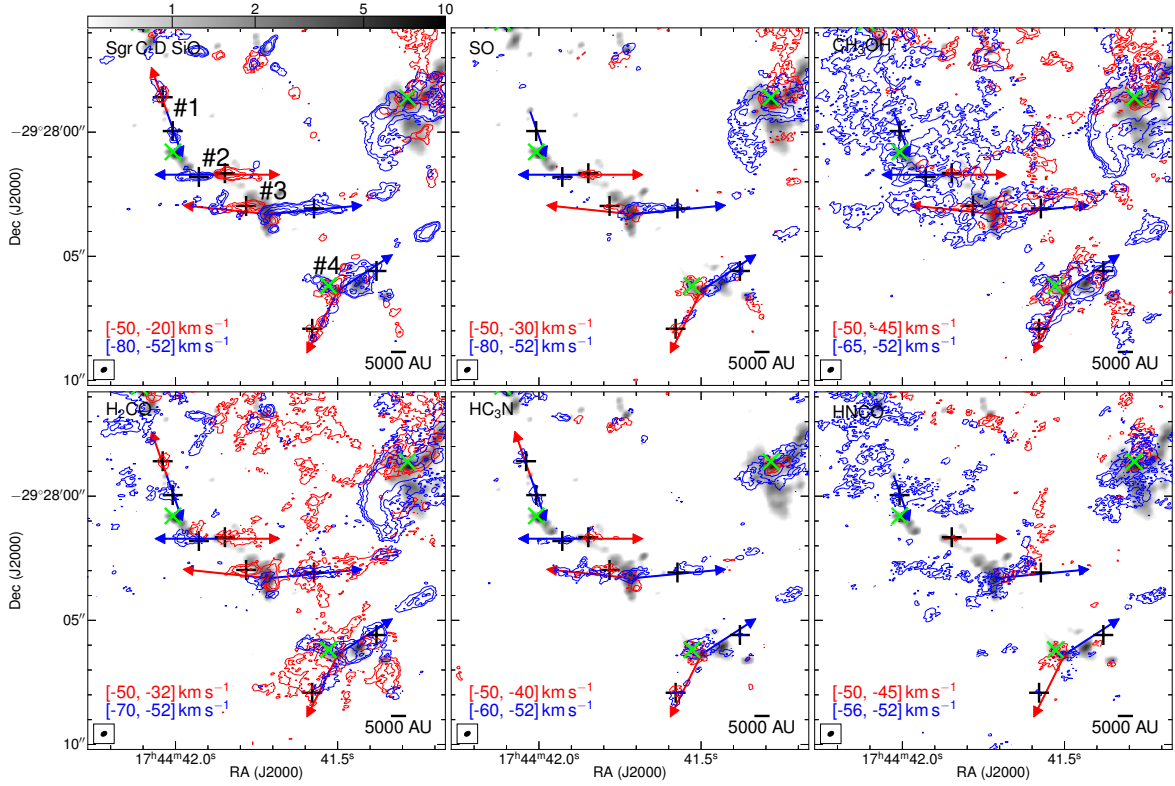 1 2 5 10
Sgr C: D SiO
SO
CH₃OH
#1
−29°28′00″
#2
#3
Dec (J2000)
05″
#4
[-50, -20] km s⁻¹
[-80, -52] km s⁻¹
5000 AU
[-50, -30] km s⁻¹
[-80, -52] km s⁻¹
5000 AU
[-50, -45] km s⁻¹
[-65, -52] km s⁻¹
5000 AU
10″
H₂CO
HC₃N
HNCO
−29°28′00″
Dec (J2000)
05″
[-50, -32] km s⁻¹
[-70, -52] km s⁻¹
5000 AU
[-50, -40] km s⁻¹
[-60, -52] km s⁻¹
5000 AU
[-50, -45] km s⁻¹
[-56, -52] km s⁻¹
5000 AU
10″
17ʰ44ᵐ42.0ˢ 41.5ˢ
RA (J2000)
42.0ˢ 41.5ˢ
RA (J2000)
42.0ˢ 41.5ˢ
RA (J2000)